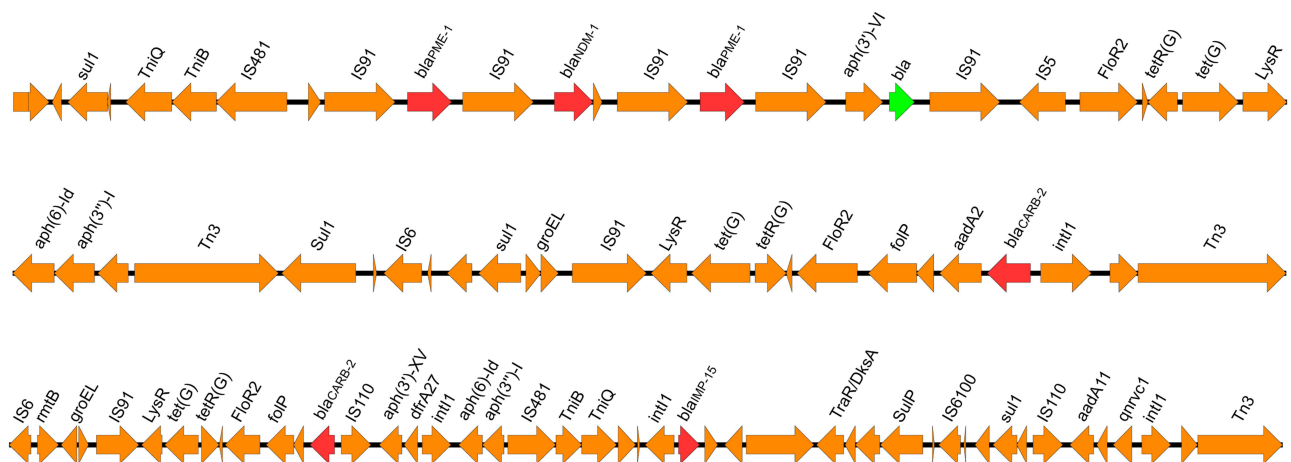 sul1 TniQ TniB IS481 IS91 blaPME-1 IS91 blaNDM-1 IS91 blaPME-1 IS91 aph(3')-VI bla IS91 IS5 FloR2 tetR(G) tet(G) LysR
aph(6)-Id aph(3'')-I Tn3 Sul1 IS6 sul1 groEL IS91 LysR tet(G) tetR(G) FloR2 folP aadA2 blaCARB-2 intI1 Tn3
IS6 rmtB groEL IS91 LysR tet(G) tetR(G) FloR2 folP blaCARB-2 IS110 aph(3')-XV dfrA27 intI1 aph(6)-Id aph(3'')-I IS481 TniB TniQ intI1 blaIMP-15 TraR/DksA SulP IS6100 sul1 IS110 aadA11 qnrvc1 intI1 Tn3